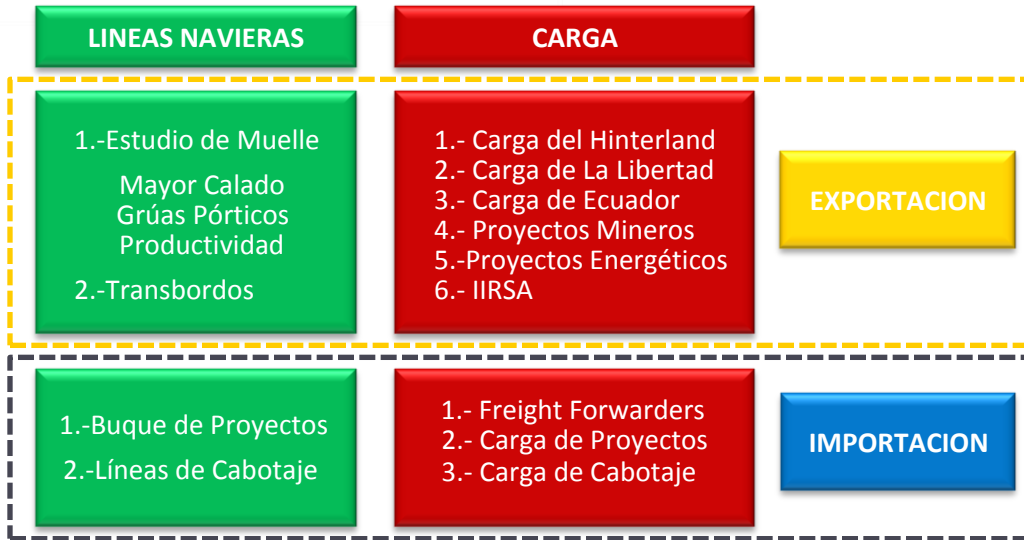 LINEAS NAVIERAS
CARGA
1.-Estudio de Muelle
Mayor Calado
Grúas Pórticos
Productividad
2.-Transbordos
1.- Carga del Hinterland
2.- Carga de La Libertad
3.- Carga de Ecuador
4.- Proyectos Mineros
5.-Proyectos Energéticos
6.- IIRSA
EXPORTACION
1.-Buque de Proyectos
2.-Líneas de Cabotaje
1.- Freight Forwarders
2.- Carga de Proyectos
3.- Carga de Cabotaje
IMPORTACION